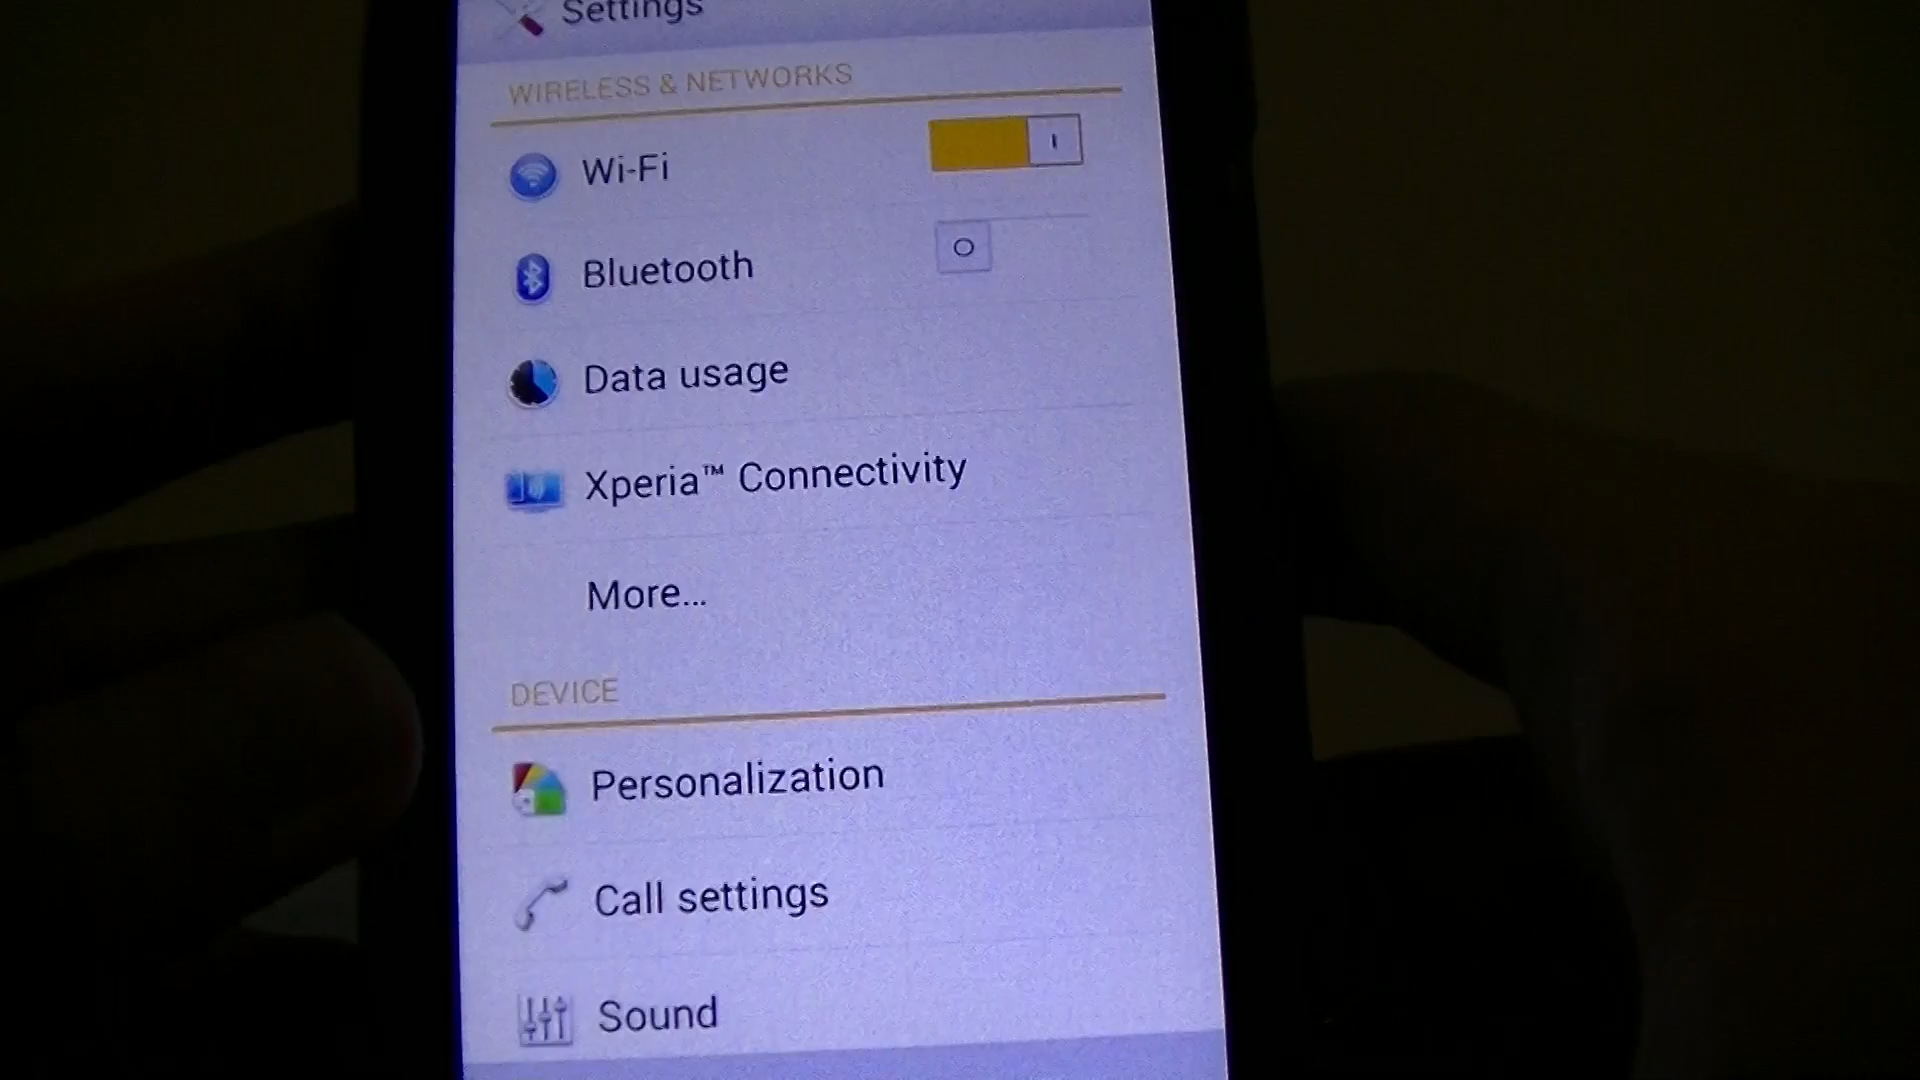 Settings
WIRELESS & NETWORKS
Wi-Fi
Bluetooth
Data usage
Xperia™ Connectivity
More...
DEVICE
Personalization
Call settings
Sound